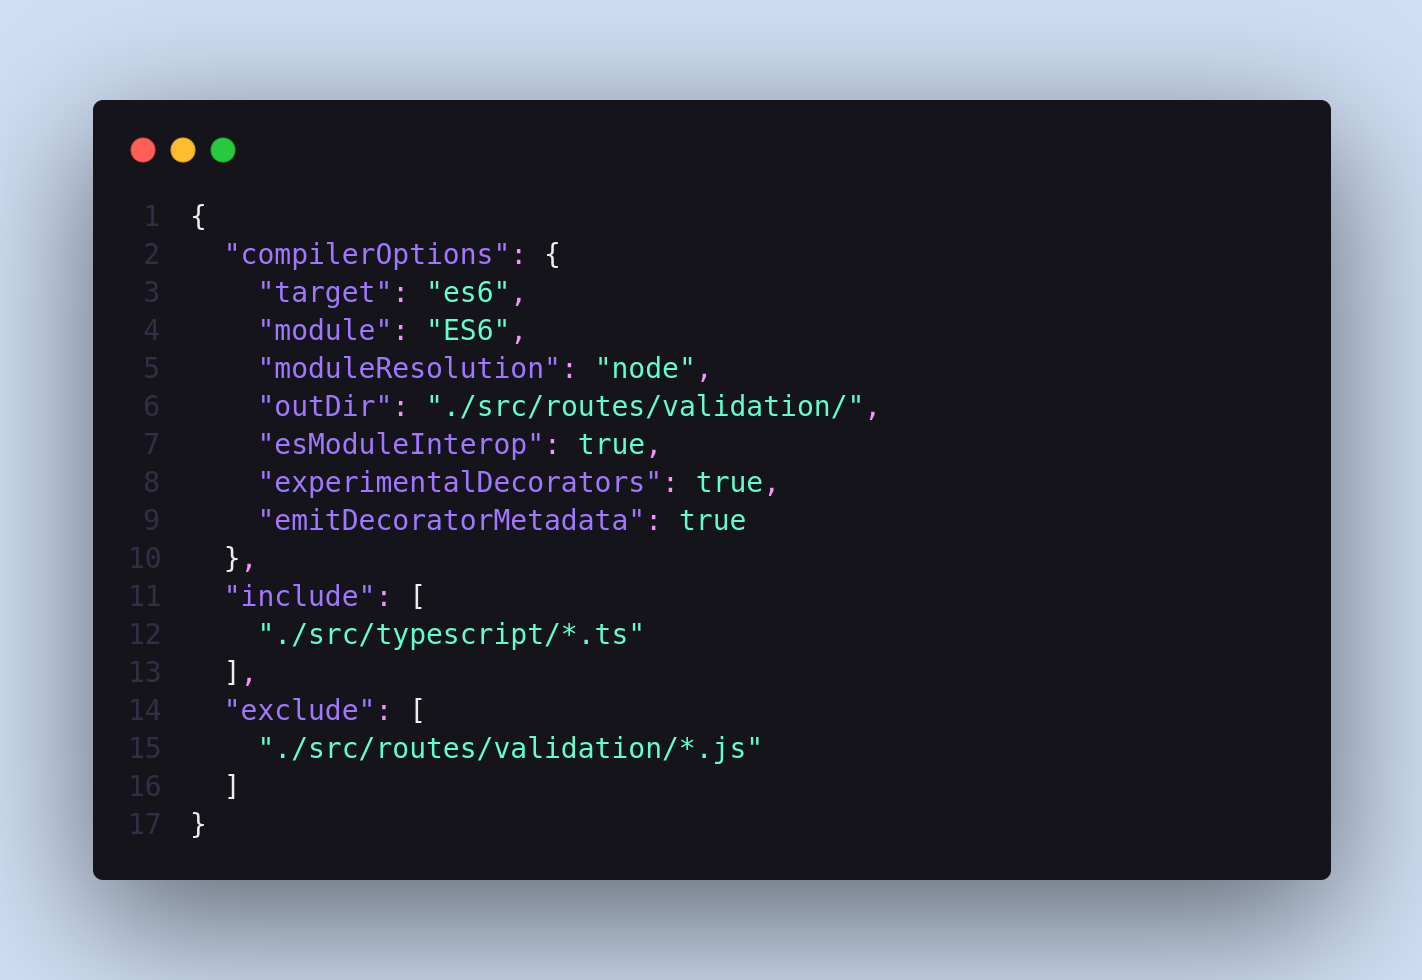 1 {
2   "compilerOptions": {
3     "target": "es6",
4     "module": "ES6",
5     "moduleResolution": "node",
6     "outDir": "./src/routes/validation/",
7     "esModuleInterop": true,
8     "experimentalDecorators": true,
9     "emitDecoratorMetadata": true
10   },
11   "include": [
12     "./src/typescript/*.ts"
13   ],
14   "exclude": [
15     "./src/routes/validation/*.js"
16   ]
17 }